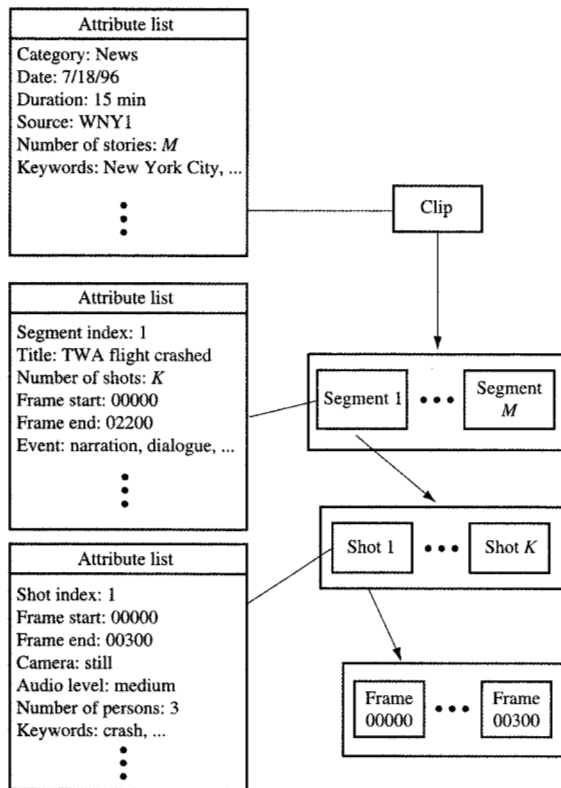 Attribute list
Category: News
Date: 7/18/96
Duration: 15 min
Source: WNY1
Number of stories: M
Keywords: New York City, ...
Clip
Attribute list
Segment index: 1
Title: TWA flight crashed
Number of shots: K
Frame start: 00000
Frame end: 02200
Event: narration, dialogue, ...
Segment 1
Segment
M
Attribute list
Shot index: 1
Frame start: 00000
Frame end: 00300
Camera: still
Audio level: medium
Number of persons: 3
Keywords: crash, ...
Shot 1
Shot K
Frame
00000
Frame
00300